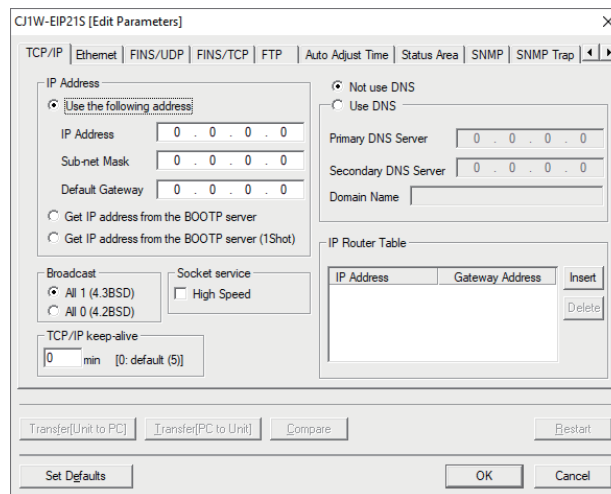 CJ1W-EIP21S [Edit Parameters]
TCP/IP Ethernet FINS/UDP FINS/TCP FTP Auto Adjust Time Status Area SNMP SNMP Trap
IP Address
Use the following address
IP Address 0 . 0 . 0 . 0
Sub-net Mask 0 . 0 . 0 . 0
Default Gateway 0 . 0 . 0 . 0
Get IP address from the BOOTP server
Get IP address from the BOOTP server (1Shot)
Not use DNS
Use DNS
Primary DNS Server 0 . 0 . 0 . 0
Secondary DNS Server 0 . 0 . 0 . 0
Domain Name
Broadcast
All 1 (4.3BSD)
All 0 (4.2BSD)
Socket service
High Speed
TCP/IP keep-alive
0 min [0: default (5)]
IP Router Table
IP Address Gateway Address
Insert
Delete
Transfer[Unit to PC] Transfer[PC to Unit] Compare Restart
Set Defaults OK Cancel